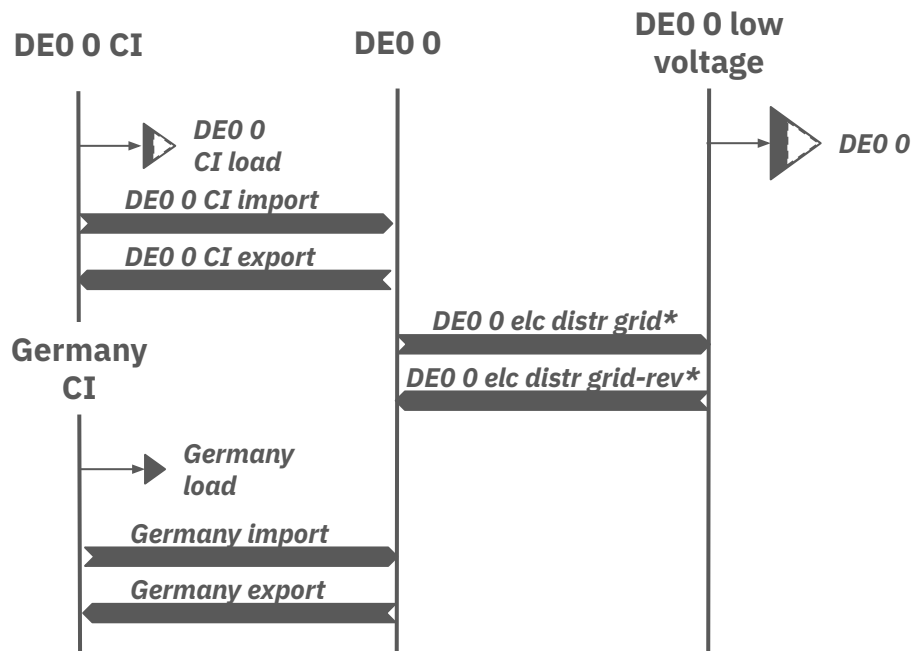 DE0 0 CI
DE0 0
DE0 0 low
voltage
DE0 0
CI load
DE0 0
DE0 0 CI import
DE0 0 CI export
DE0 0 elc distr grid*
Germany
CI
DE0 0 elc distr grid-rev*
Germany
load
Germany import
Germany export